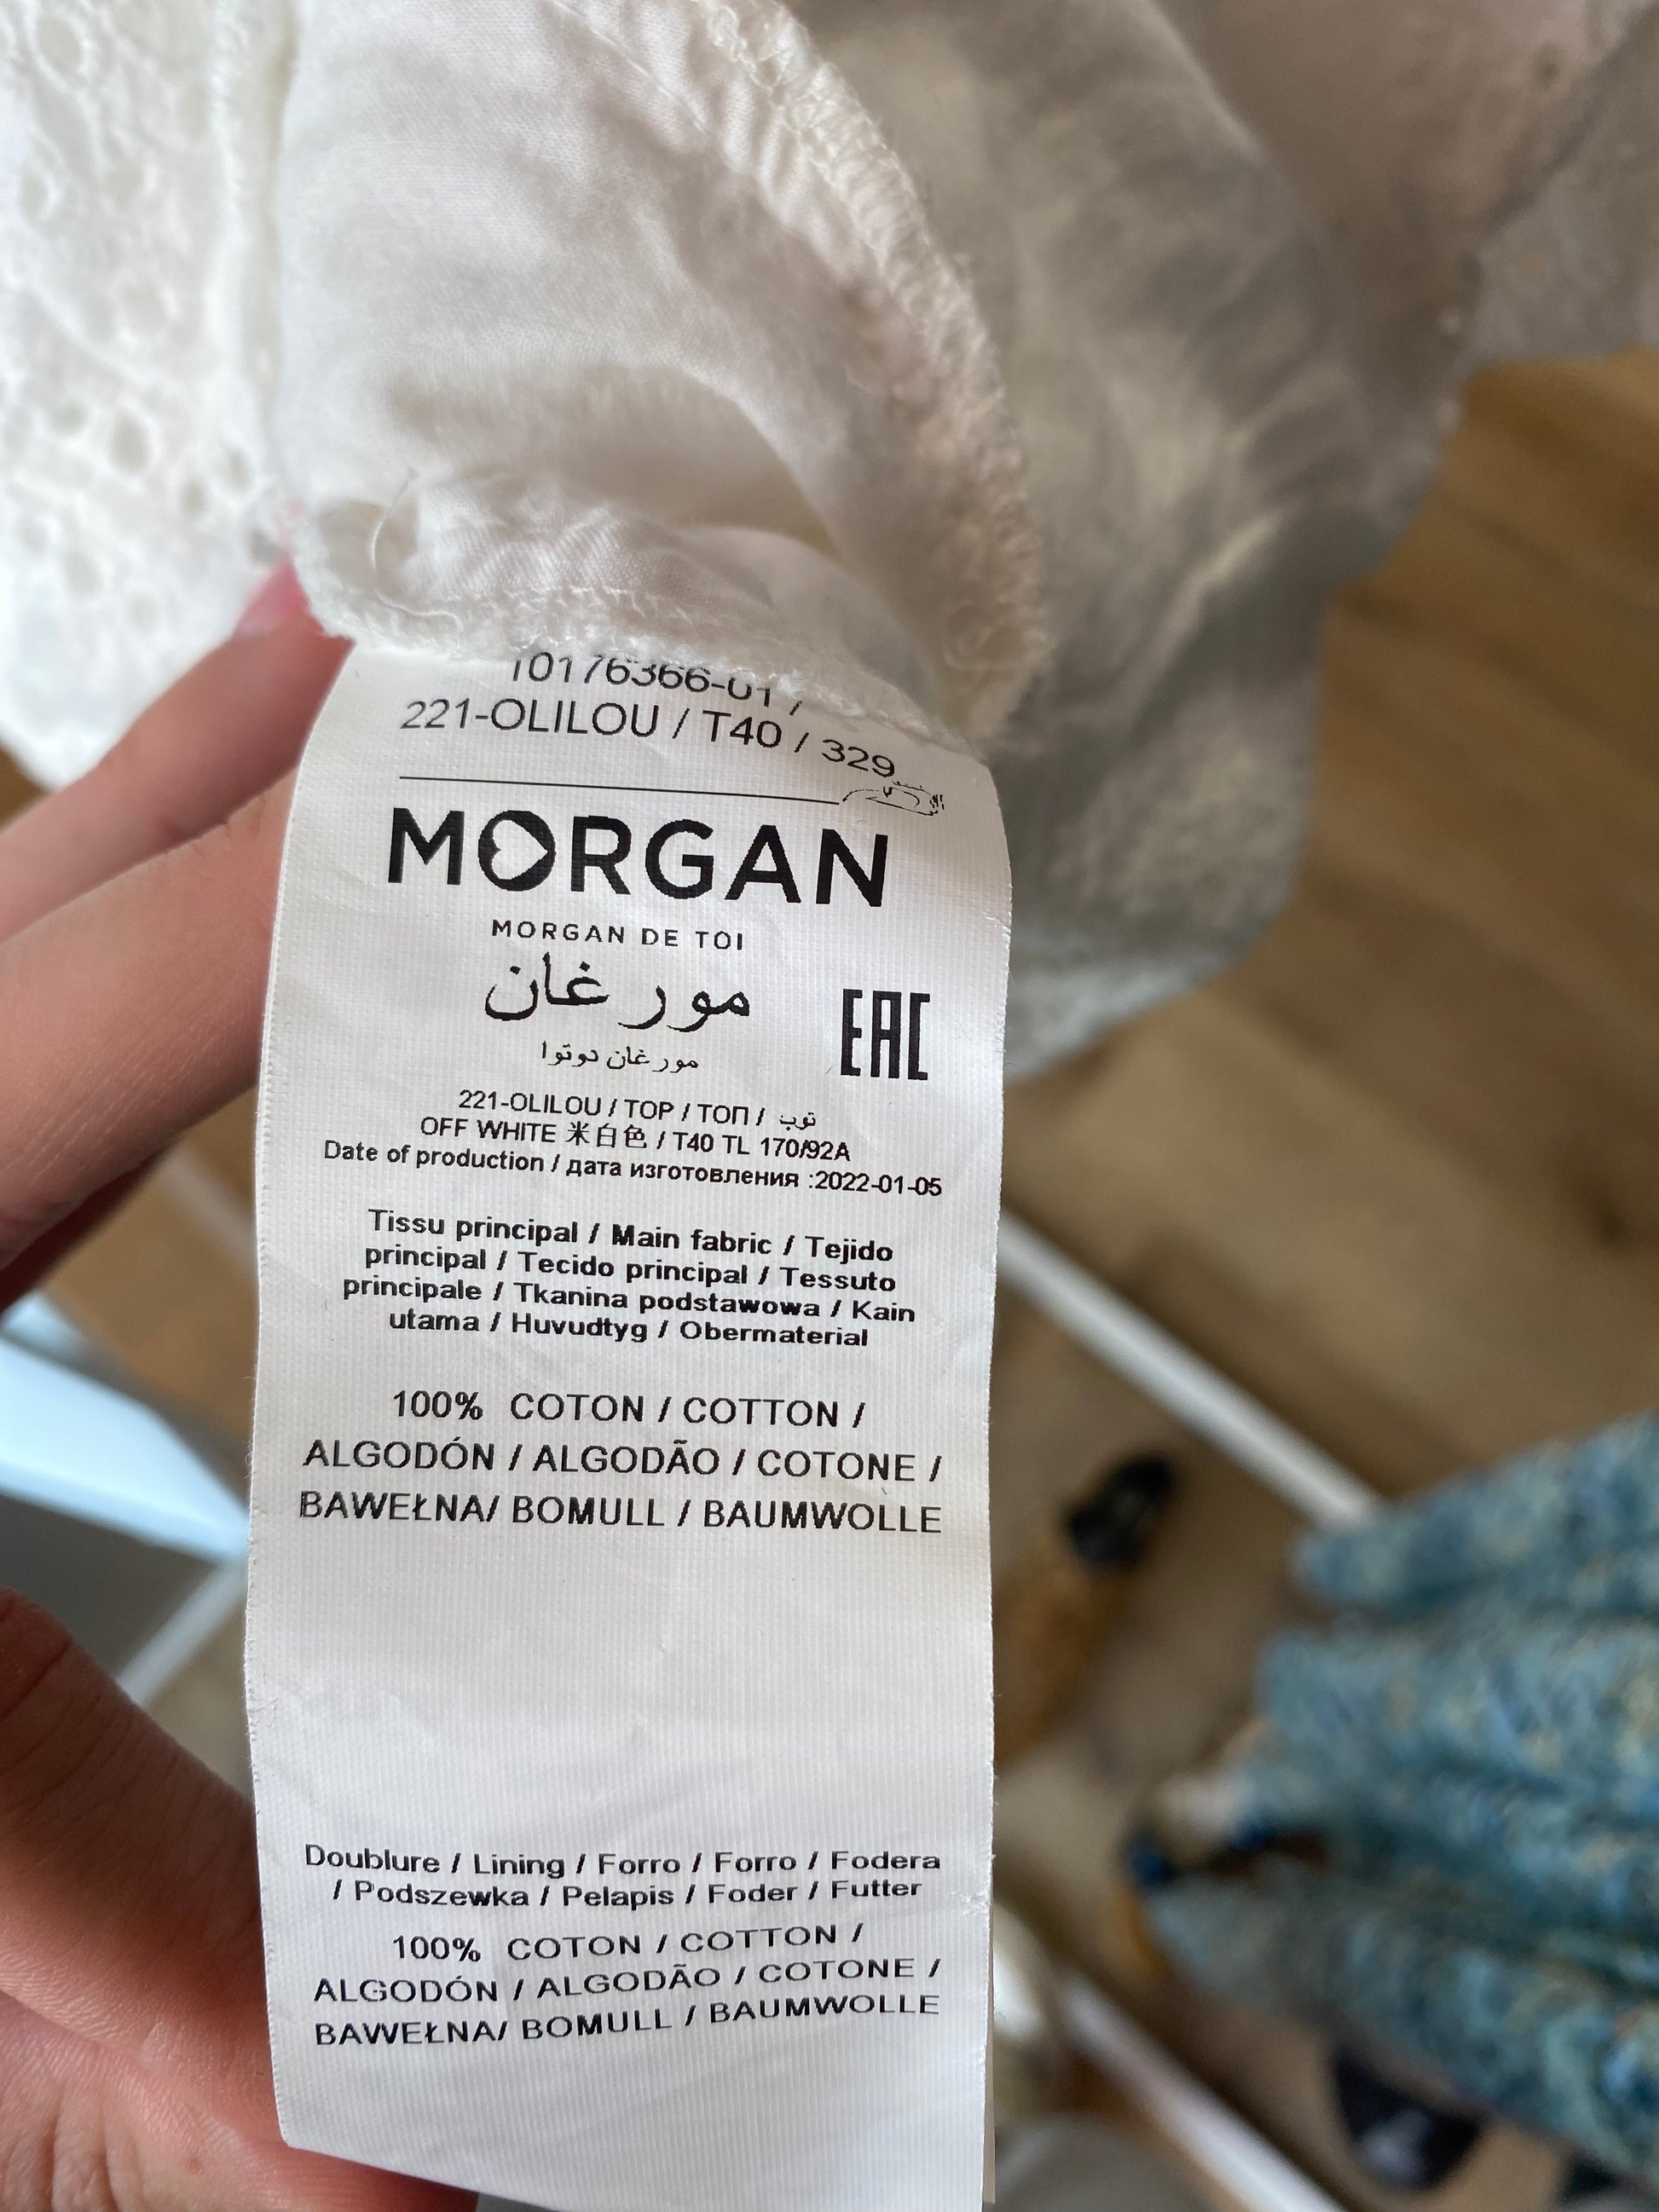 10176366-01 /
221-OLILOU / T40 / 329
MORGAN
MORGAN DE TOI
مورغان
مورغان دوتوا
EAC
221-OLILOU / TOP / ТОП / توب
OFF WHITE 米白色 / T40 TL 170/92A
Date of production / дата изготовления :2022-01-05
Tissu principal / Main fabric / Tejido
principal / Tecido principal / Tessuto
principale / Tkanina podstawowa / Kain
utama / Huvudtyg / Obermaterial
100% COTON / COTTON /
ALGODÓN / ALGODÃO / COTONE /
BAWEŁNA/ BOMULL / BAUMWOLLE
Doublure / Lining / Forro / Forro / Fodera
/ Podszewka / Pelapis / Foder / Futter
100% COTON / COTTON /
ALGODÓN / ALGODÃO / COTONE /
BAWEŁNA/ BOMULL / BAUMWOLLE